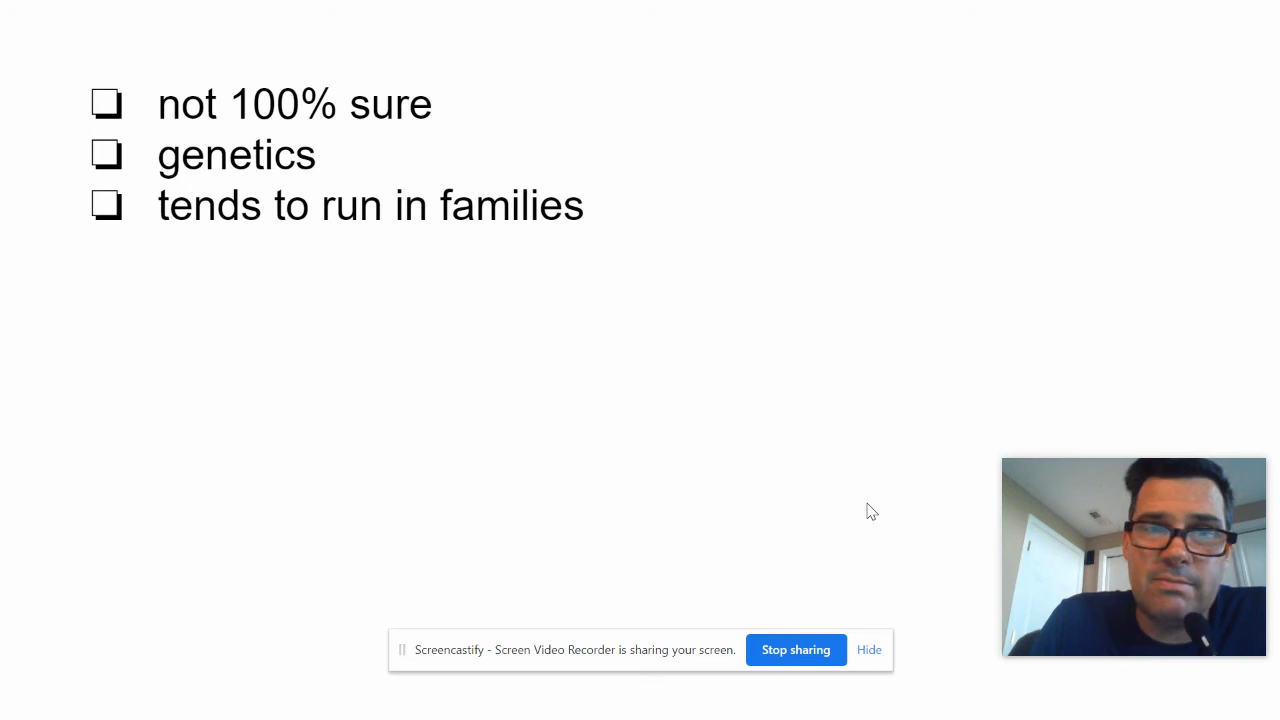 not 100% sure
genetics
tends to run in families
Screencastify - Screen Video Recorder is sharing your screen. Stop sharing Hide